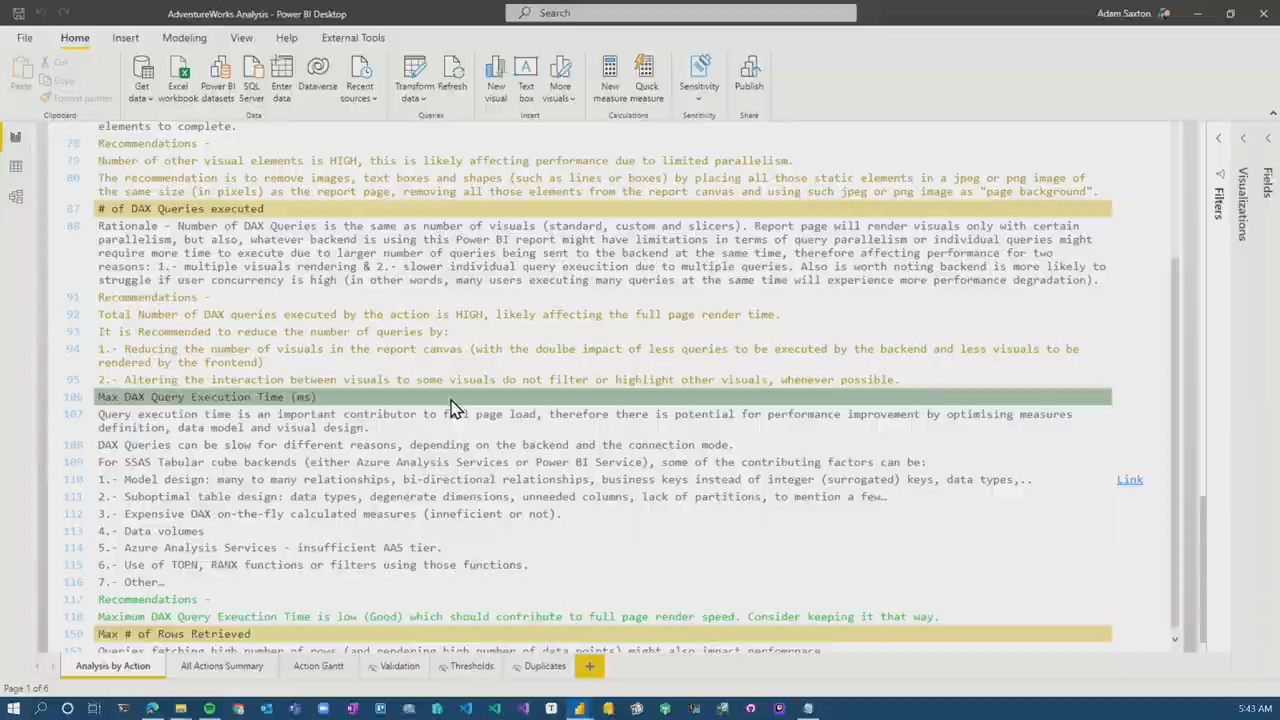 AdventureWorks Analysis - Power BI Desktop
Search
Adam Saxton
File Home Insert Modeling View Help External Tools
Paste
Cut
Copy
Format painter
Clipboard
Get data
Excel workbook
Power BI datasets
SQL Server
Enter data
Dataverse
Recent sources
Data
Transform data
Refresh
Queries
New visual
Text box
More visuals
Insert
New measure
Quick measure
Calculations
Sensitivity
Sensitivity
Publish
Share
elements to complete.
78 Recommendations -
79 Number of other visual elements is HIGH, this is likely affecting performance due to limited parallelism.
80 The recommendation is to remove images, text boxes and shapes (such as lines or boxes) by placing all those static elements in a jpeg or png image of
the same size (in pixels) as the report page, removing all those elements from the report canvas and using such jpeg or png image as "page background".
87 # of DAX Queries executed
88 Rationale - Number of DAX Queries is the same as number of visuals (standard, custom and slicers). Report page will render visuals only with certain
parallelism, but also, whatever backend is using this Power BI report might have limitations in terms of query parallelism or individual queries might
require more time to execute due to larger number of queries being sent to the backend at the same time, therefore affecting performance for two
reasons: 1.- multiple visuals rendering & 2.- slower individual query exeucition due to multiple queries. Also is worth noting backend is more likely to
struggle if user concurrency is high (in other words, many users executing many queries at the same time will experience more performance degradation).
91 Recommendations -
92 Total Number of DAX queries executed by the action is HIGH, likely affecting the full page render time.
93 It is Recommended to reduce the number of queries by:
94 1.- Reducing the number of visuals in the report canvas (with the doulbe impact of less queries to be executed by the backend and less visuals to be
rendered by the frontend)
95 2.- Altering the interaction between visuals to some visuals do not filter or highlight other visuals, whenever possible.
106 Max DAX Query Execution Time (ms)
107 Query execution time is an important contributor to full page load, therefore there is potential for performance improvement by optimising measures
definition, data model and visual design.
108 DAX Queries can be slow for different reasons, depending on the backend and the connection mode.
109 For SSAS Tabular cube backends (either Azure Analysis Services or Power BI Service), some of the contributing factors can be:
110 1.- Model design: many to many relationships, bi-directional relationships, business keys instead of integer (surrogated) keys, data types,.. Link
111 2.- Suboptimal table design: data types, degenerate dimensions, unneeded columns, lack of partitions, to mention a few…
112 3.- Expensive DAX on-the-fly calculated measures (inneficient or not).
113 4.- Data volumes
114 5.- Azure Analysis Services - insufficient AAS tier.
115 6.- Use of TOPN, RANX functions or filters using those functions.
116 7.- Other…
117 Recommendations -
118 Maximum DAX Query Exeuction Time is low (Good) which should contribute to full page render speed. Consider keeping it that way.
150 Max # of Rows Retrieved
151 Queries fetching high number of rows (and rendering high number of data points) might also impact performance
Filters
Visualizations
Fields
Analysis by Action All Actions Summary Action Gantt Validation Thresholds Duplicates +
Page 1 of 6
5:43 AM